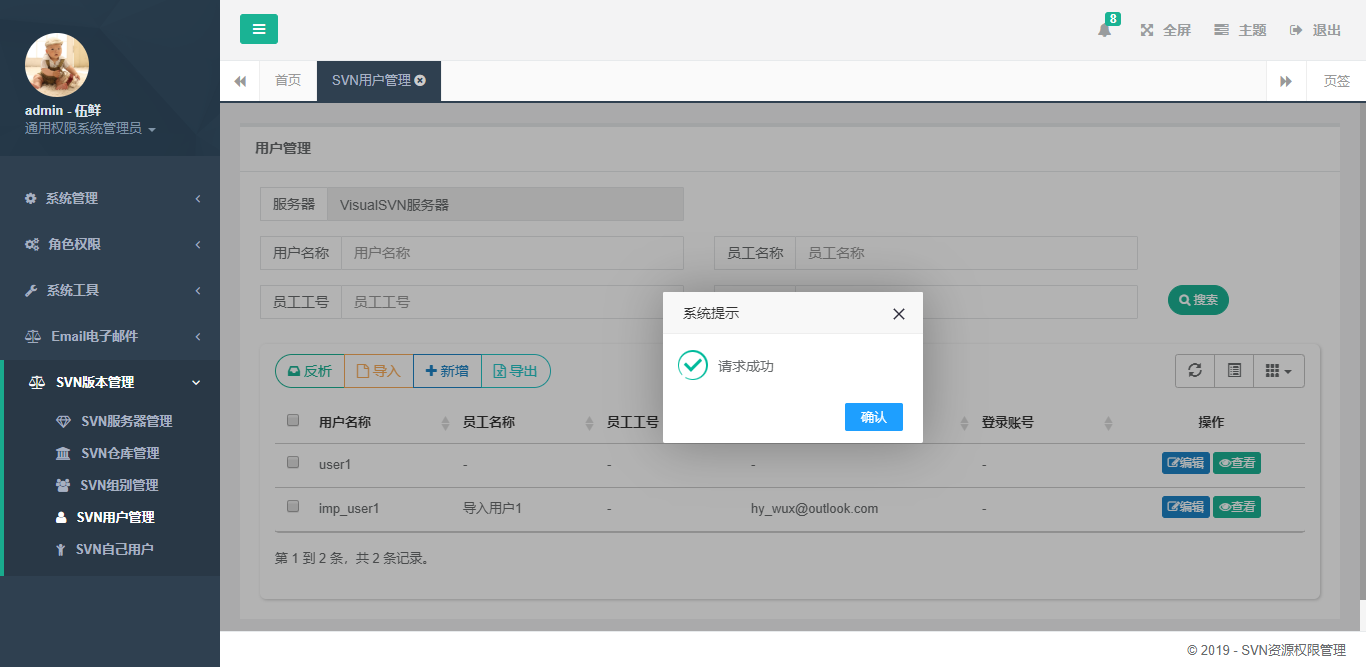 8
全屏
主题
退出
admin - 伍鲜
通用权限系统管理员
首页
SVN用户管理
页签
系统管理
角色权限
系统工具
Email电子邮件
SVN版本管理
SVN服务器管理
SVN仓库管理
SVN组别管理
SVN用户管理
SVN自己用户
用户管理
服务器 VisualSVN服务器
用户名称 用户名称
员工名称 员工名称
员工工号 员工工号
搜索
反析 导入 新增 导出
用户名称 员工名称 员工工号 登录账号 操作
user1 - - - - 编辑 查看
imp_user1 导入用户1 - hy_wux@outlook.com - 编辑 查看
第 1 到 2 条，共 2 条记录。
系统提示
请求成功
确认
© 2019 - SVN资源权限管理